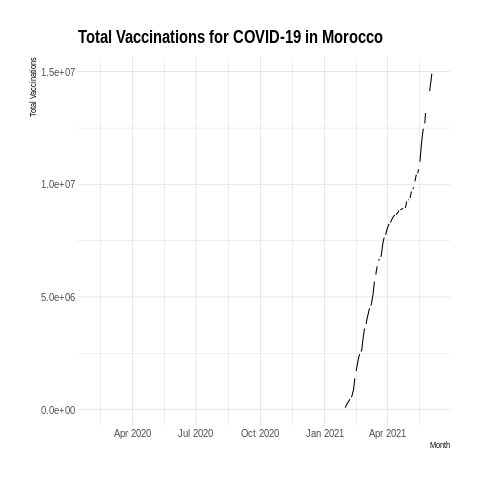 Total Vaccinations for COVID-19 in Morocco
Total Vaccinations
1.5e+07
1.0e+07
5.0e+06
0.0e+00
Apr 2020 Jul 2020 Oct 2020 Jan 2021 Apr 2021
Month